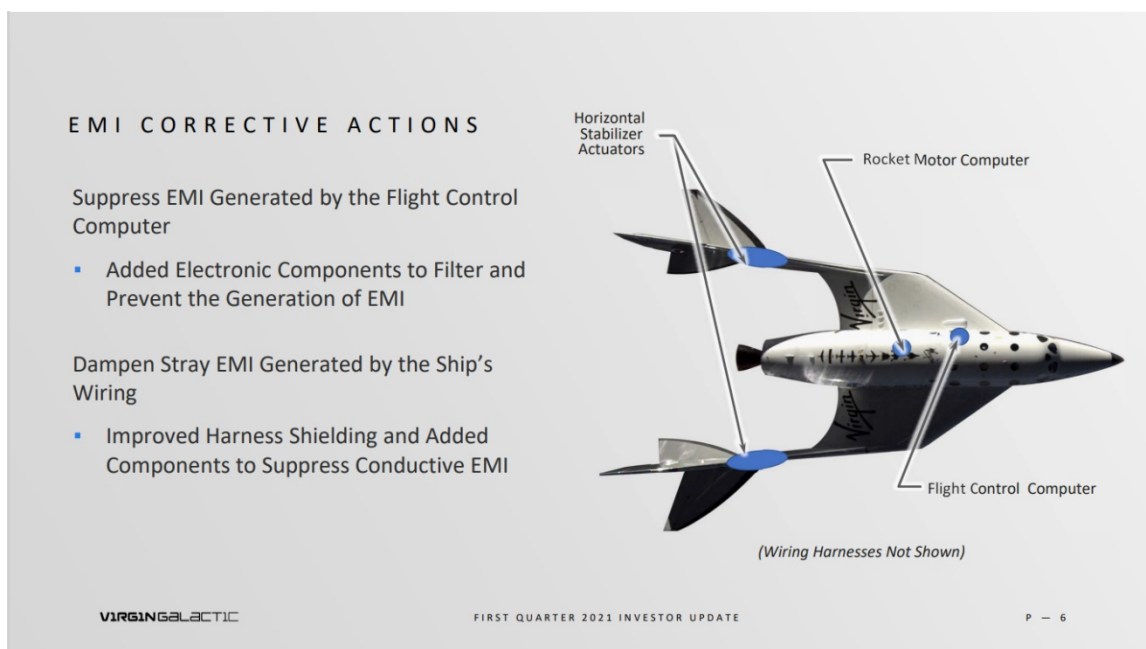 EMI CORRECTIVE ACTIONS
Suppress EMI Generated by the Flight Control
Computer
▪ Added Electronic Components to Filter and
Prevent the Generation of EMI
Dampen Stray EMI Generated by the Ship’s
Wiring
▪ Improved Harness Shielding and Added
Components to Suppress Conductive EMI
Horizontal
Stabilizer
Actuators
Rocket Motor Computer
Virgin
Virgin
Flight Control Computer
(Wiring Harnesses Not Shown)
VIRGIN GALACTIC
FIRST QUARTER 2021 INVESTOR UPDATE
P — 6